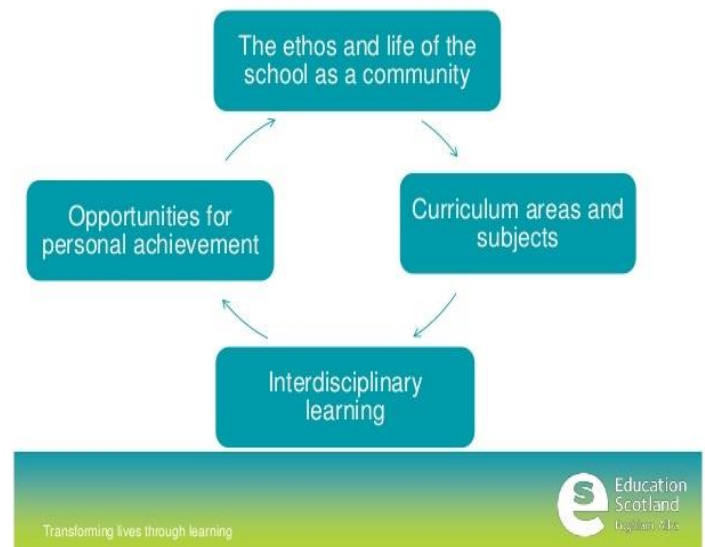 The ethos and life of the
school as a community
Curriculum areas and
subjects
Interdisciplinary
learning
Opportunities for
personal achievement
Transforming lives through learning
Education
Scotland
Alba